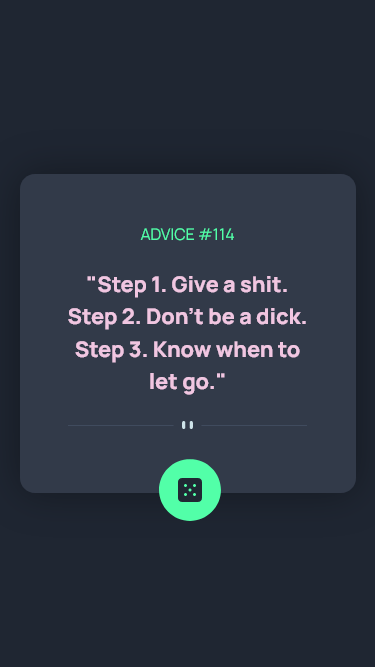 ADVICE #114
"Step 1. Give a shit.
Step 2. Don't be a dick.
Step 3. Know when to
let go."